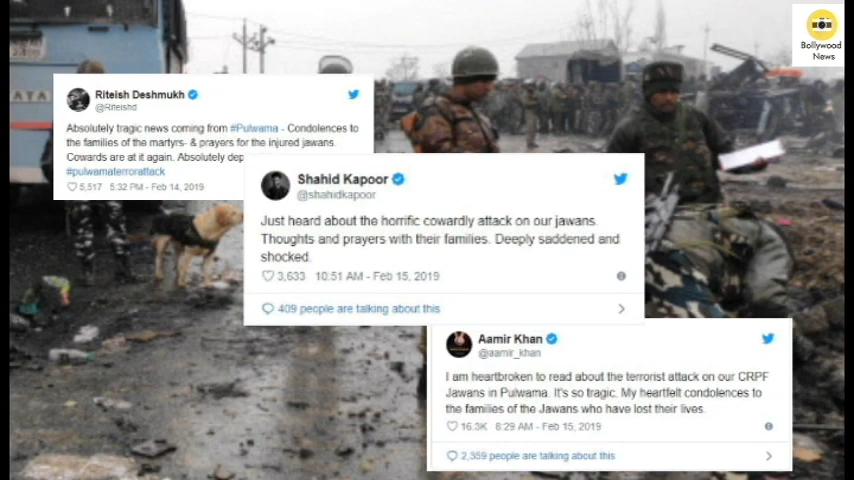 Bollywood
News
Riteish Deshmukh
@Riteishd
Absolutely tragic news coming from #Pulwama - Condolences to
the families of the martyrs- & prayers for the injured jawans.
Cowards are at it again. Absolutely
#pulwamaterrorattack
5,517 5:32 PM - Feb 14, 2019
Shahid Kapoor
@shahidkapoor
Just heard about the horrific cowardly attack on our jawans.
Thoughts and prayers with their families. Deeply saddened and
shocked.
3,633 10:51 AM - Feb 15, 2019
409 people are talking about this
Aamir Khan
@aamir_khan
I am heartbroken to read about the terrorist attack on our CRPF
Jawans in Pulwama. It's so tragic. My heartfelt condolences to
the families of the Jawans who have lost their lives.
16.3K 8:29 AM - Feb 15, 2019
2,359 people are talking about this